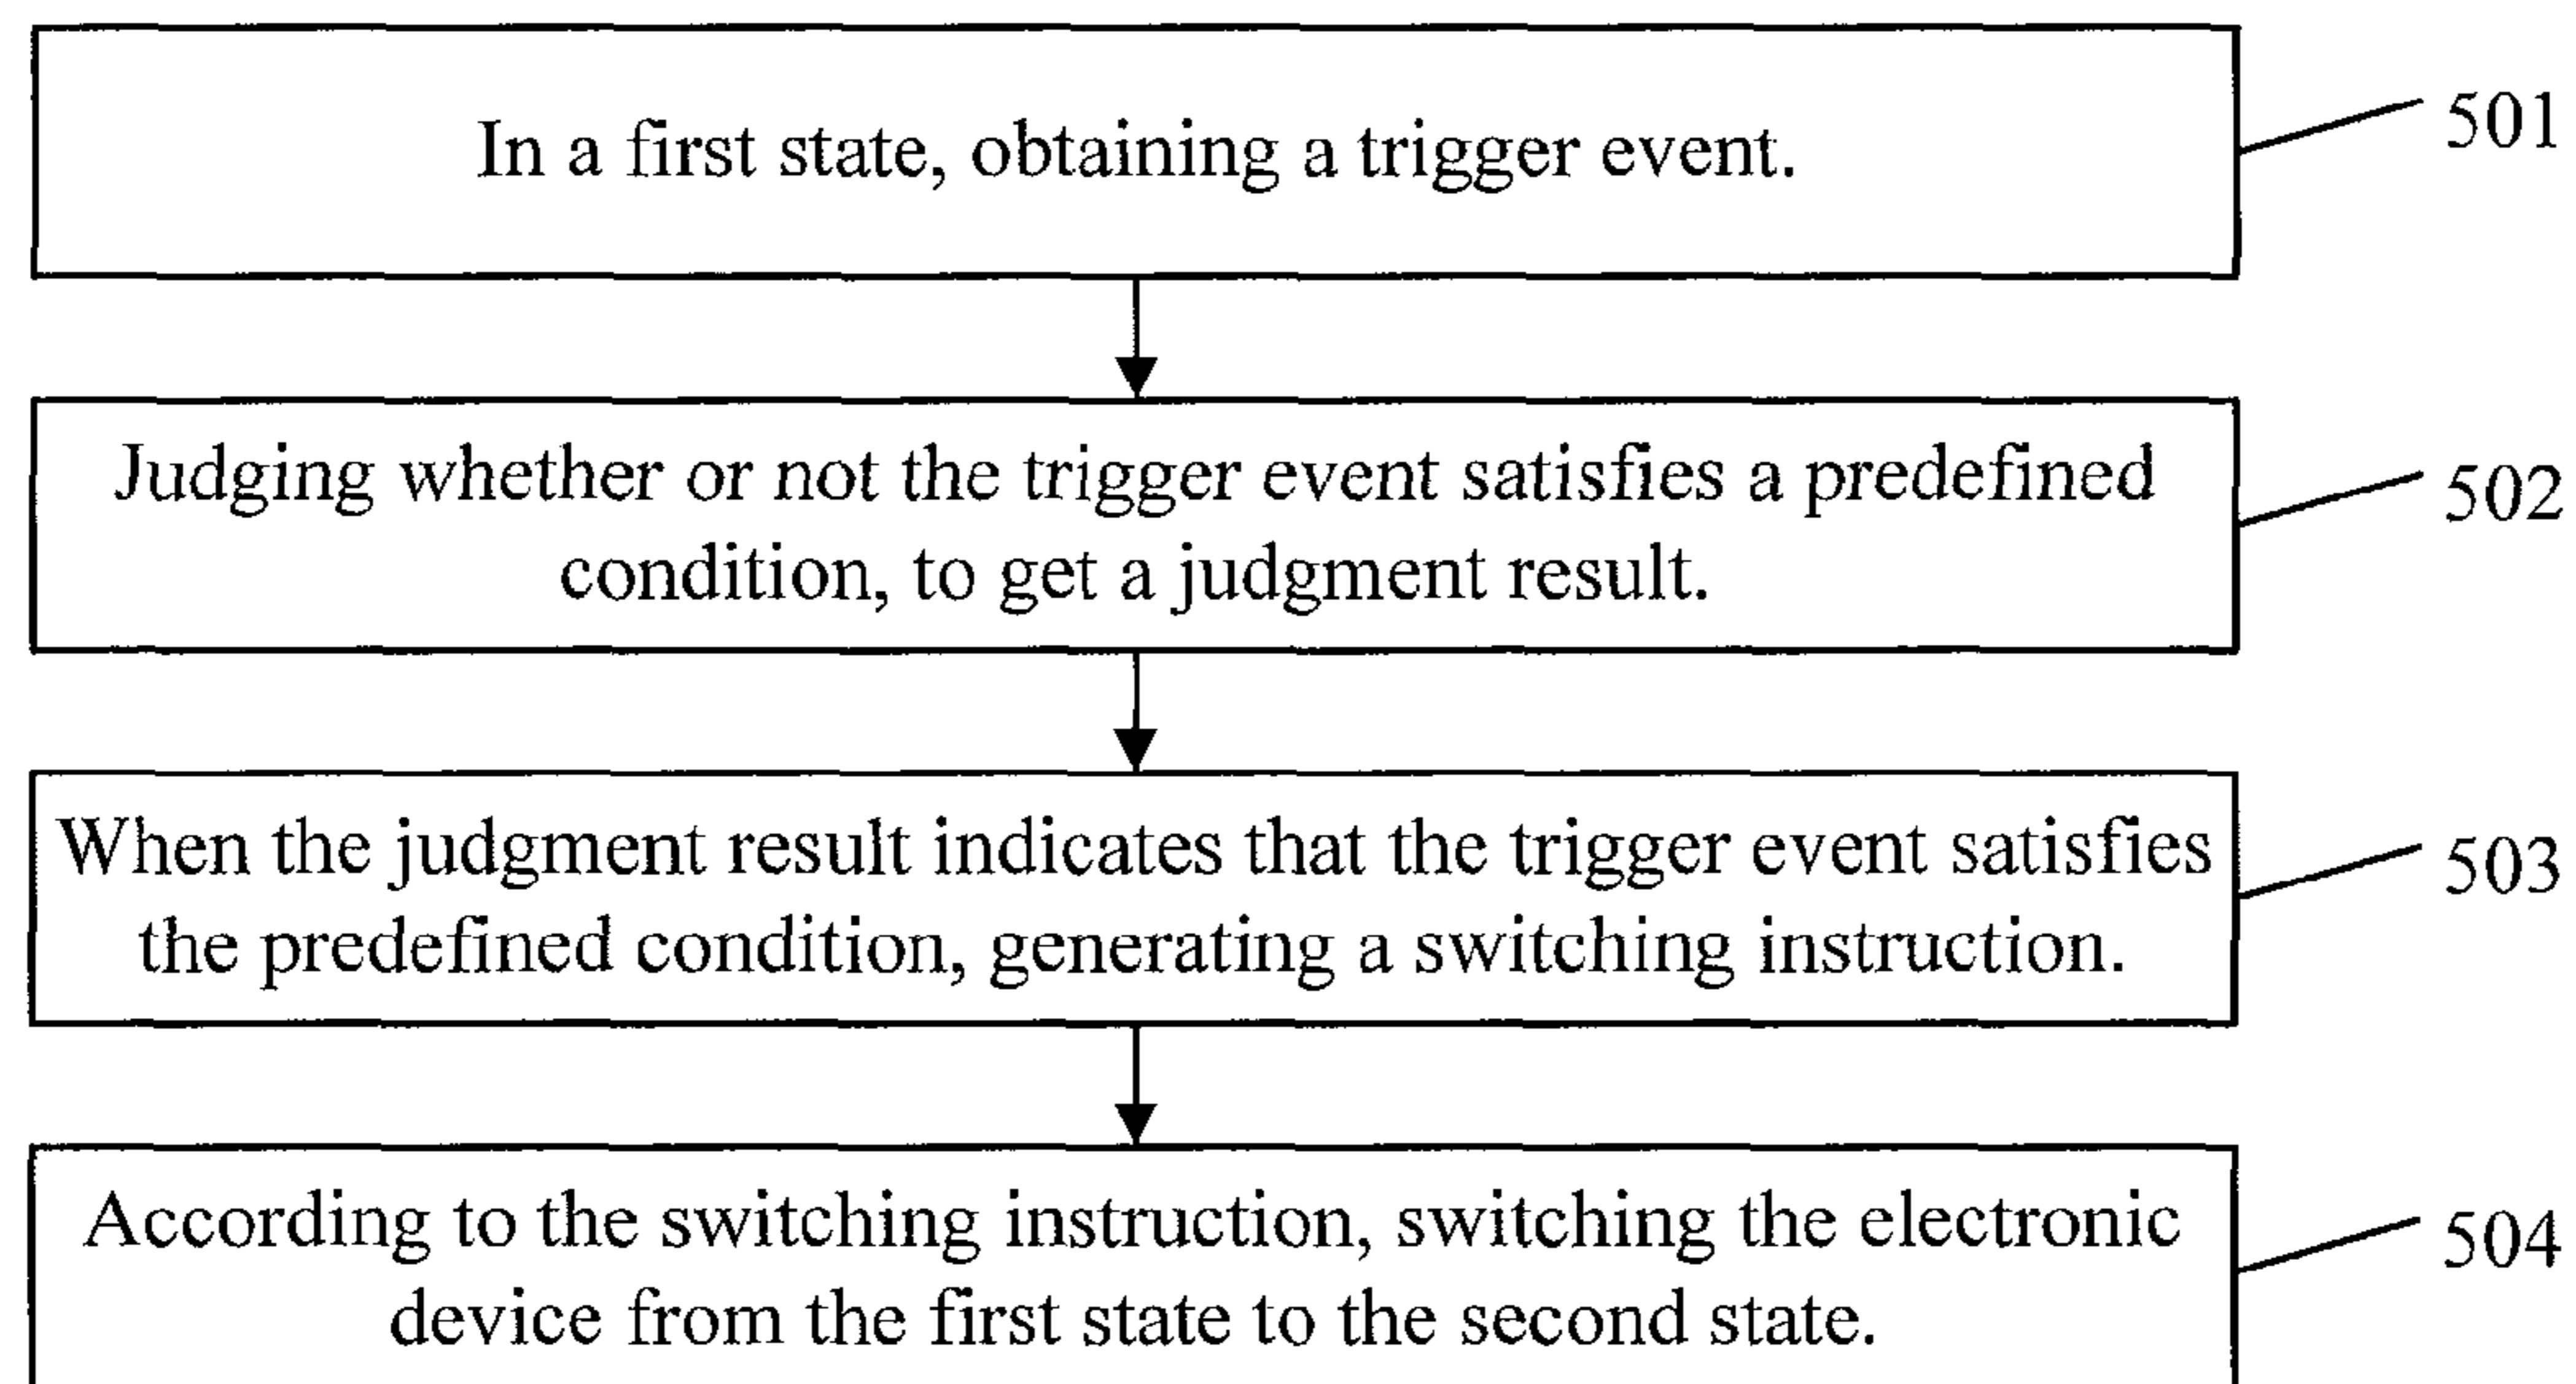 In a first state, obtaining a trigger event.
501
Judging whether or not the trigger event satisfies a predefined
condition, to get a judgment result.
502
When the judgment result indicates that the trigger event satisfies
the predefined condition, generating a switching instruction.
503
According to the switching instruction, switching the electronic
device from the first state to the second state.
504